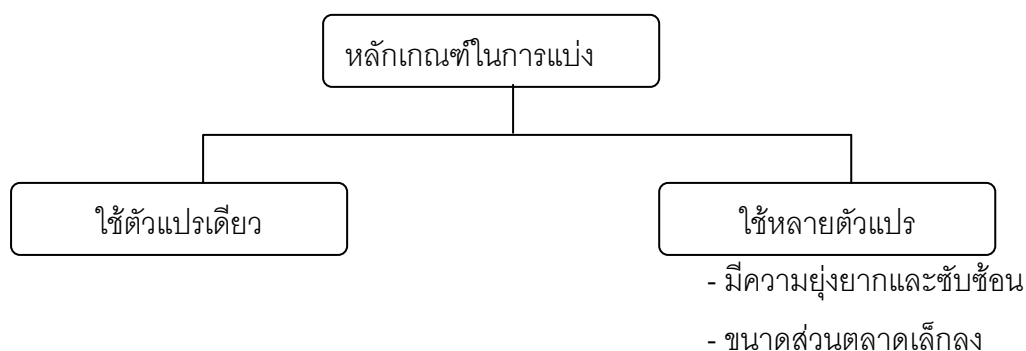 หลักเกณฑ์ในการแบ่ง
ใช้ตัวแปรเดียว
ใช้หลายตัวแปร
- มีความยุ่งยากและซับซ้อน
- ขนาดส่วนตลาดเล็กลง